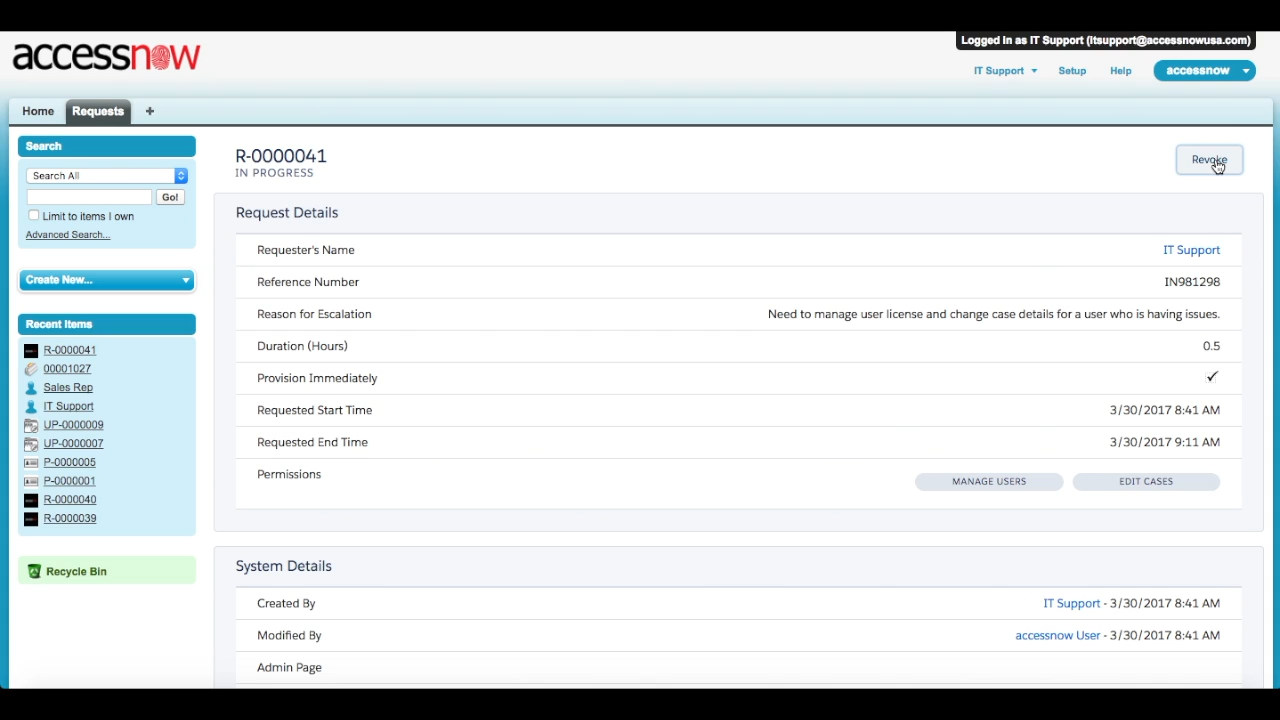 Logged in as IT Support (itsupport@accessnowusa.com)
accessnow
IT Support Setup Help accessnow
Home Requests +
Search
Search All
Go!
Limit to items I own
Advanced Search...
Create New...
Recent Items
R-0000041
00001027
Sales Rep
IT Support
UP-0000009
UP-0000007
P-0000005
P-0000001
R-0000040
R-0000039
Recycle Bin
R-0000041
IN PROGRESS
Revoke
Request Details
Requester's Name IT Support
Reference Number IN981298
Reason for Escalation Need to manage user license and change case details for a user who is having issues.
Duration (Hours) 0.5
Provision Immediately ✓
Requested Start Time 3/30/2017 8:41 AM
Requested End Time 3/30/2017 9:11 AM
Permissions MANAGE USERS EDIT CASES
System Details
Created By IT Support - 3/30/2017 8:41 AM
Modified By accessnow User - 3/30/2017 8:41 AM
Admin Page